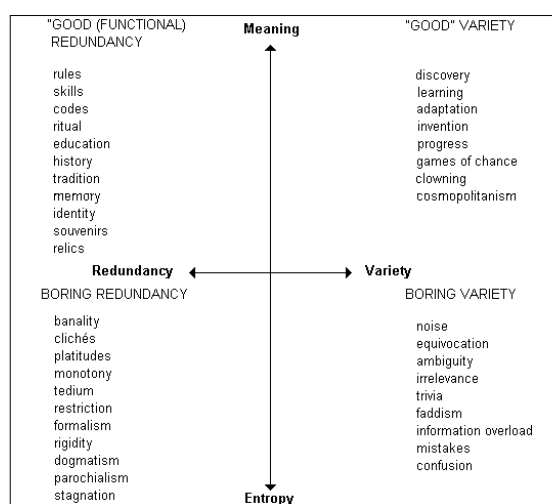 "GOOD (FUNCTIONAL)
REDUNDANCY
Meaning
"GOOD" VARIETY
rules
skills
codes
ritual
education
history
tradition
memory
identity
souvenirs
relics
discovery
learning
adaptation
invention
progress
games of chance
clowning
cosmopolitanism
Redundancy
Variety
BORING REDUNDANCY
BORING VARIETY
banality
clichés
platitudes
monotony
tedium
restriction
formalism
rigidity
dogmatism
parochialism
stagnation
noise
equivocation
ambiguity
irrelevance
trivia
faddism
information overload
mistakes
confusion
Entropy